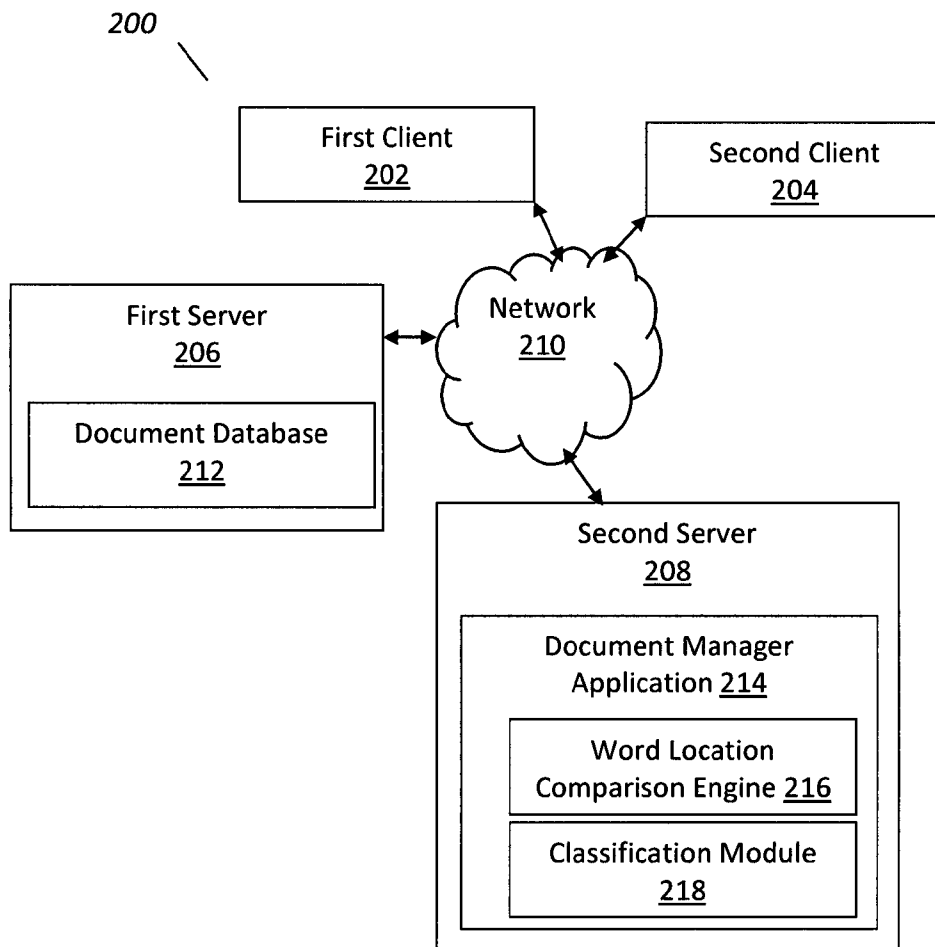 200
First Client
202
Second Client
204
First Server
206
Network
210
Document Database
212
Second Server
208
Document Manager
Application 214
Word Location
Comparison Engine 216
Classification Module
218